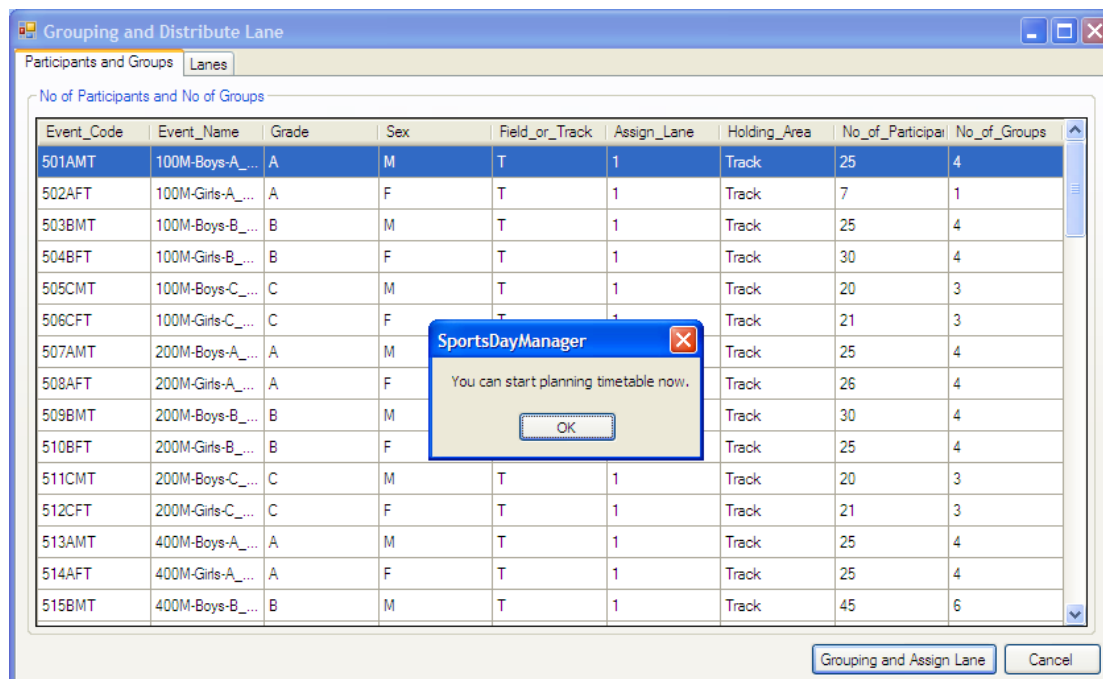 Grouping and Distribute Lane
Participants and Groups Lanes
No of Participants and No of Groups
Event_Code Event_Name Grade Sex Field_or_Track Assign_Lane Holding_Area No_of_Participar No_of_Groups
501AMT 100M-Boys-A_... A M T 1 Track 25 4
502AFT 100M-Girls-A_... A F T 1 Track 7 1
503BMT 100M-Boys-B_... B M T 1 Track 25 4
504BFT 100M-Girls-B_... B F T 1 Track 30 4
505CMT 100M-Boys-C_... C M T 1 Track 20 3
506CFT 100M-Girls-C_... C F T 1 Track 21 3
507AMT 200M-Boys-A_... A M Track 25 4
508AFT 200M-Girls-A_... A F Track 26 4
509BMT 200M-Boys-B_... B M Track 30 4
510BFT 200M-Girls-B_... B F Track 25 4
511CMT 200M-Boys-C_... C M T 1 Track 20 3
512CFT 200M-Girls-C_... C F T 1 Track 21 3
513AMT 400M-Boys-A_... A M T 1 Track 25 4
514AFT 400M-Girls-A_... A F T 1 Track 25 4
515BMT 400M-Boys-B_... B M T 1 Track 45 6
SportsDayManager
You can start planning timetable now.
OK
Grouping and Assign Lane Cancel